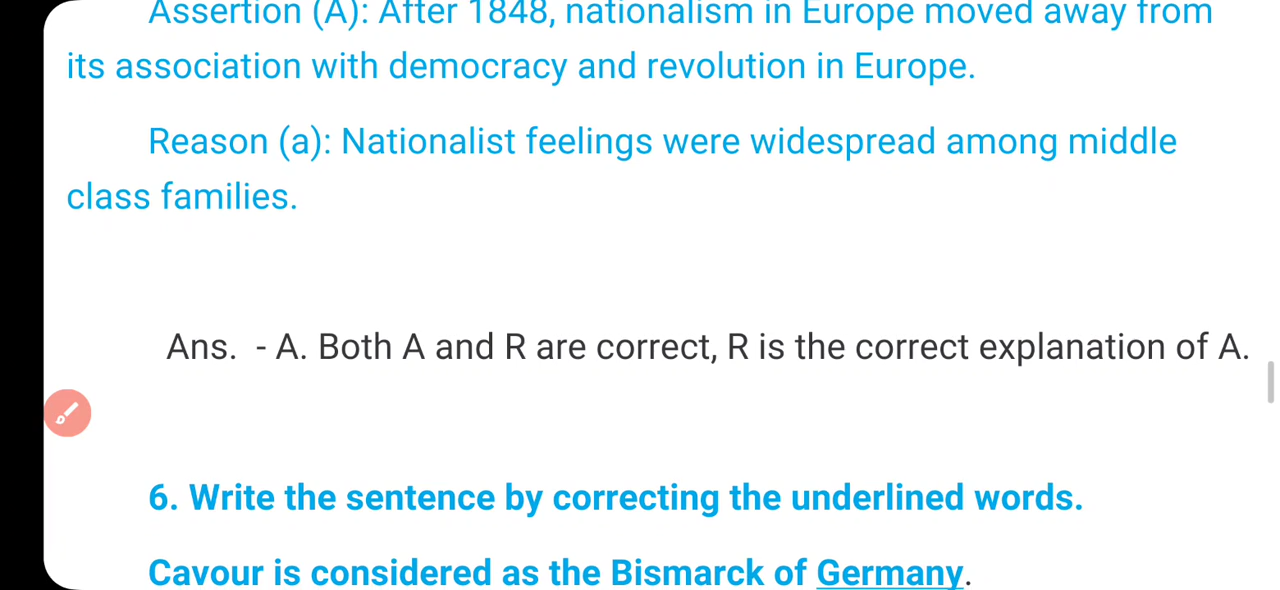 Assertion (A): After 1848, nationalism in Europe moved away from
its association with democracy and revolution in Europe.
Reason (a): Nationalist feelings were widespread among middle
class families.
Ans. - A. Both A and R are correct, R is the correct explanation of A.
6. Write the sentence by correcting the underlined words.
Cavour is considered as the Bismarck of Germany.